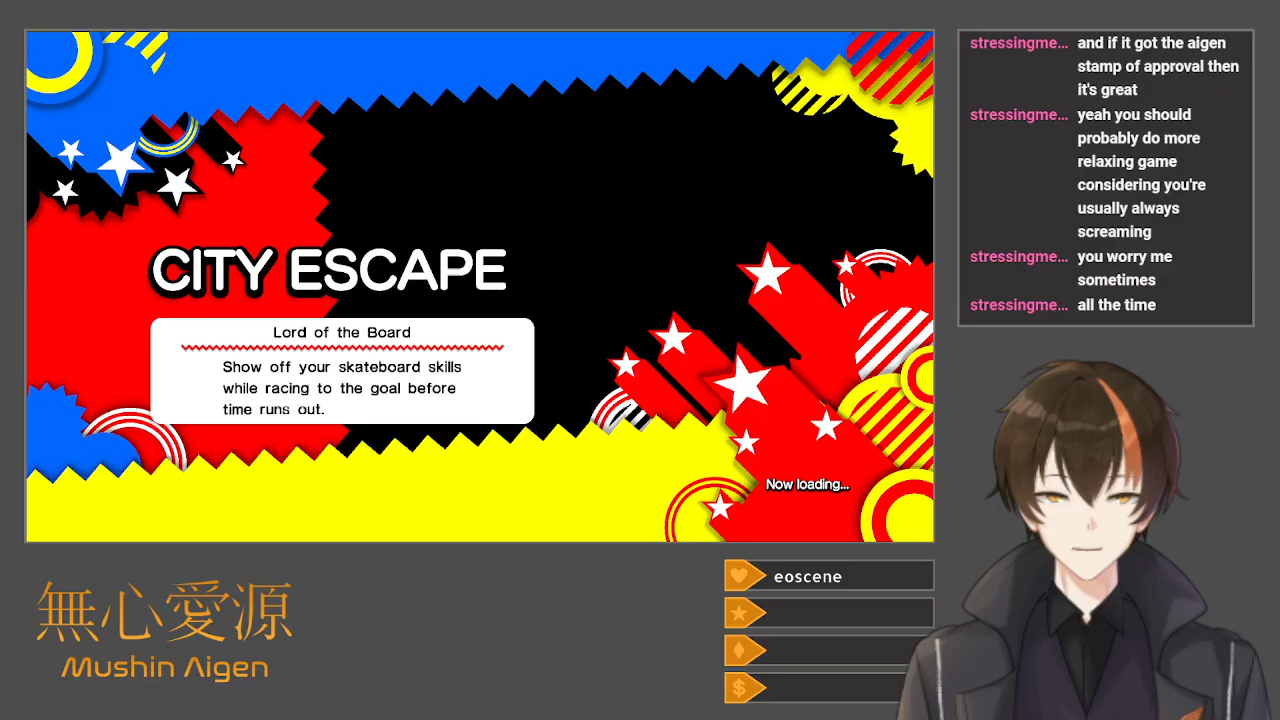 CITY ESCAPE
Lord of the Board
Show off your skateboard skills
while racing to the goal before
time runs out.
Now loading...
stressingme... and if it got the aigen
stamp of approval then
it's great
stressingme... yeah you should
probably do more
relaxing game
considering you're
usually always
screaming
stressingme... you worry me
sometimes
stressingme... all the time
無心愛源
Mushin Aigen
eoscene
$